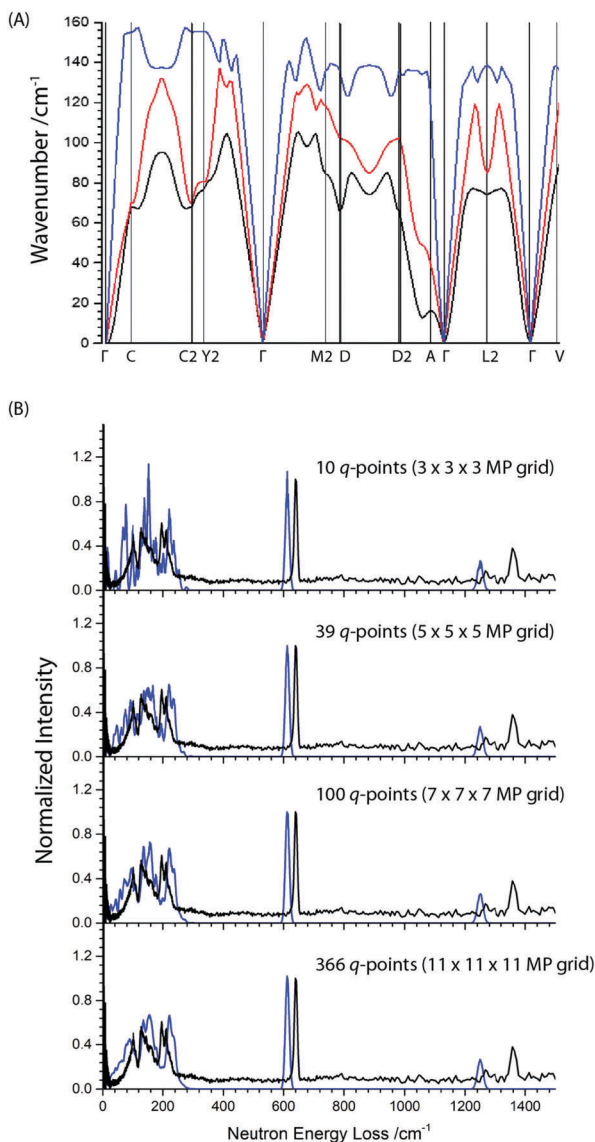 (A)
160
140
120
100
80
60
40
20
0
Wavenumber /cm⁻¹
Γ C C2 Y2 Γ M2 D D2 A Γ L2 Γ V
(B)
10 q-points (3 x 3 x 3 MP grid)
1.2
0.8
0.4
0.0
39 q-points (5 x 5 x 5 MP grid)
1.2
0.8
0.4
0.0
100 q-points (7 x 7 x 7 MP grid)
1.2
0.8
0.4
0.0
366 q-points (11 x 11 x 11 MP grid)
1.2
0.8
0.4
0.0
Normalized Intensity
0 200 400 600 800 1000 1200 1400
Neutron Energy Loss /cm⁻¹